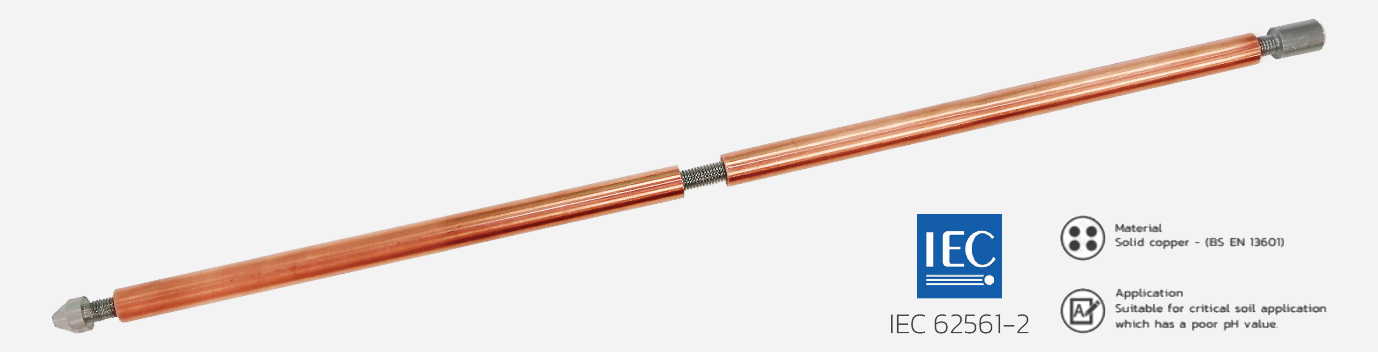 IEC
IEC 62561-2
Material
Solid copper - (BS EN 13601)
Application
Suitable for critical soil application
which has a poor pH value.